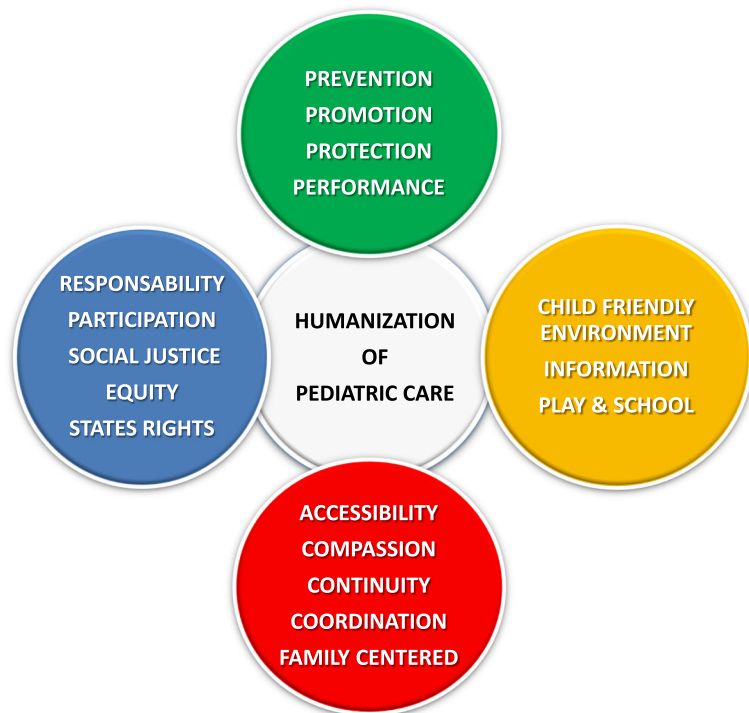 PREVENTION
PROMOTION
PROTECTION
PERFORMANCE
RESPONSABILITY
PARTICIPATION
SOCIAL JUSTICE
EQUITY
STATES RIGHTS
HUMANIZATION
OF
PEDIATRIC CARE
CHILD FRIENDLY
ENVIRONMENT
INFORMATION
PLAY & SCHOOL
ACCESSIBILITY
COMPASSION
CONTINUITY
COORDINATION
FAMILY CENTERED